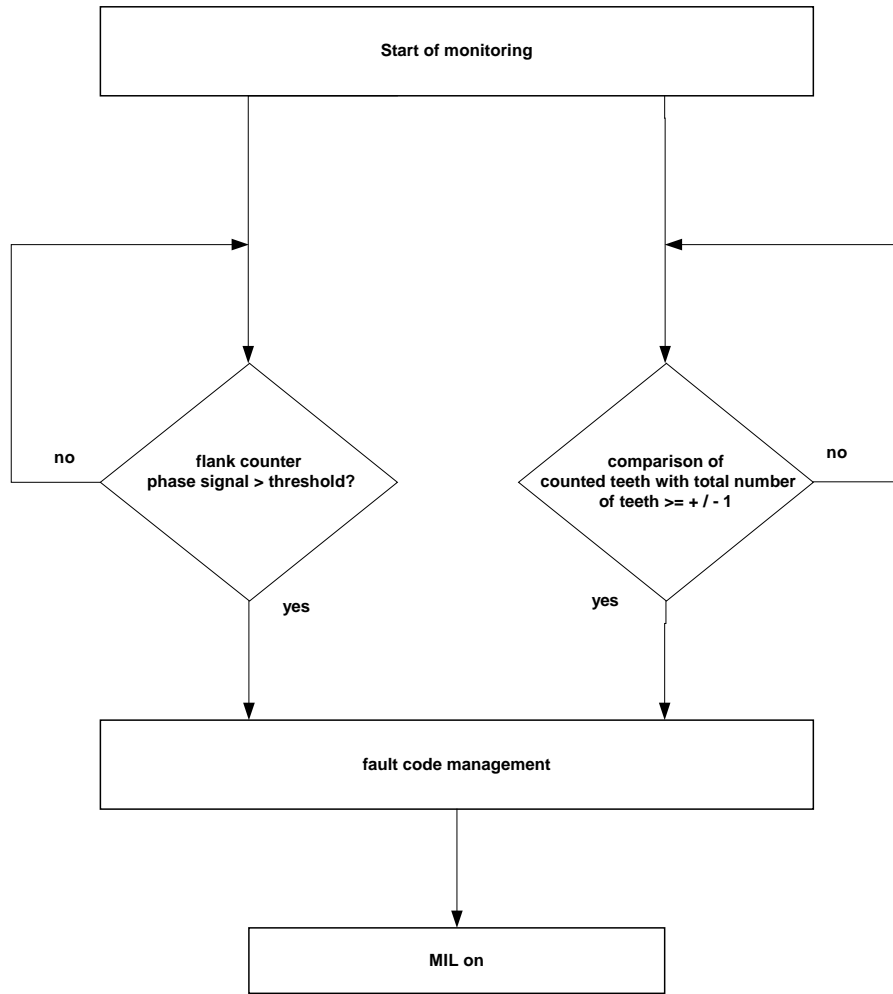 Start of monitoring
no
flank counter
phase signal > threshold?
comparison of
counted teeth with total number
of teeth >= + / - 1
no
yes
yes
fault code management
MIL on